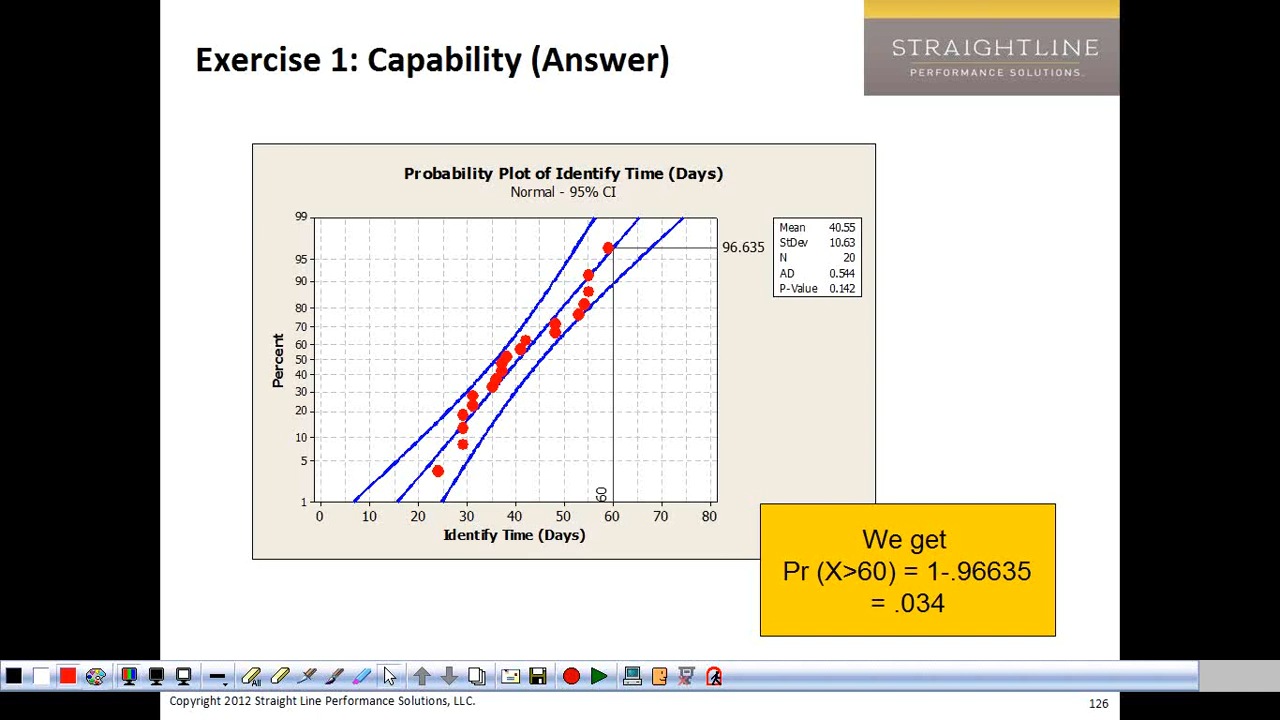 Exercise 1: Capability (Answer)
STRAIGHTLINE
PERFORMANCE SOLUTIONS.
Probability Plot of Identify Time (Days)
Normal - 95% CI
99
95
90
80
70
60
50
40
30
20
10
5
1
Percent
0 10 20 30 40 50 60 70 80
Identify Time (Days)
60
96.635
Mean 40.55
StDev 10.63
N 20
AD 0.544
P-Value 0.142
We get
Pr (X>60) = 1-.96635
= .034
All
Copyright 2012 Straight Line Performance Solutions, LLC.
126